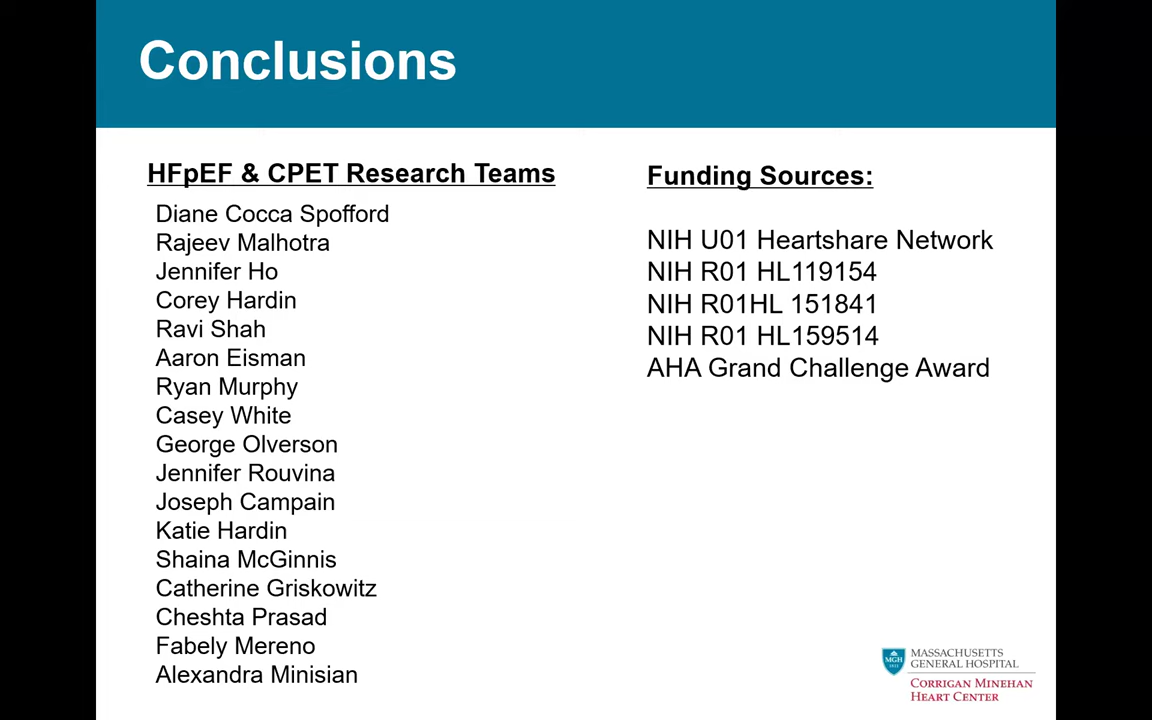 Conclusions
HFpEF & CPET Research Teams
Diane Cocca Spofford
Rajeev Malhotra
Jennifer Ho
Corey Hardin
Ravi Shah
Aaron Eisman
Ryan Murphy
Casey White
George Olverson
Jennifer Rouvina
Joseph Campain
Katie Hardin
Shaina McGinnis
Catherine Griskowitz
Cheshta Prasad
Fabely Mereno
Alexandra Minisian
Funding Sources:
NIH U01 Heartshare Network
NIH R01 HL119154
NIH R01HL 151841
NIH R01 HL159514
AHA Grand Challenge Award
MGH
1811
MASSACHUSETTS
GENERAL HOSPITAL
CORRIGAN MINEHAN
HEART CENTER